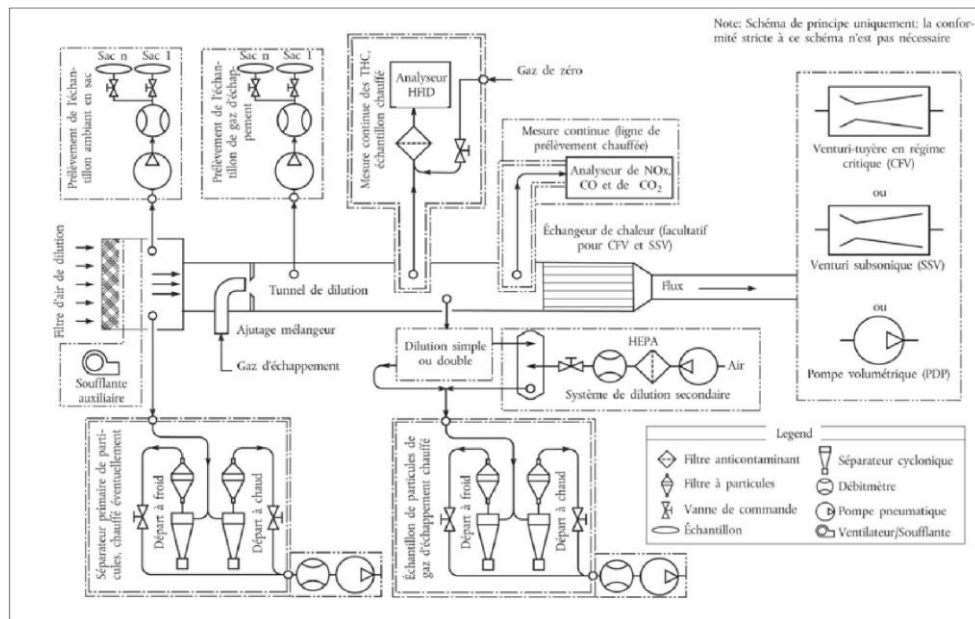 Note: Schéma de principe uniquement; la confor-
mité stricte à ce schéma n'est pas nécessaire
Sac n
Sac 1
Prélèvement de l'échan-
tillon ambiant en sac
Sac n
Sac 1
Prélèvement de l'échan-
tillon de gaz d'échap-
pement
Mesure continue des THC,
échantillon chauffé
Analyseur
HFID
Gaz de zéro
Mesure continue (ligne de
prélèvement chauffée)
Analyseur de NOx,
CO et de CO2
Échangeur de chaleur (facultatif
pour CFV et SSV)
Venturi-tuyère en régime
critique (CFV)
ou
Venturi subsonique (SSV)
ou
Pompe volumétrique (PDP)
Filtre d'air de dilution
Tunnel de dilution
Flux
Ajutage mélangeur
Gaz d'échappement
Soufflante
auxiliaire
Dilution simple
ou double
HEPA
Air
Système de dilution secondaire
Séparateur primaire de parti-
cules, chauffé éventuellement
Départ à froid
Départ à chaud
Échantillon de particules de
gaz d'échappement chauffé
Départ à froid
Départ à chaud
Legend
Filtre anticontaminant
Filtre à particules
Vanne de commande
Échantillon
Séparateur cyclonique
Débitmètre
Pompe pneumatique
Ventilateur/Soufflante